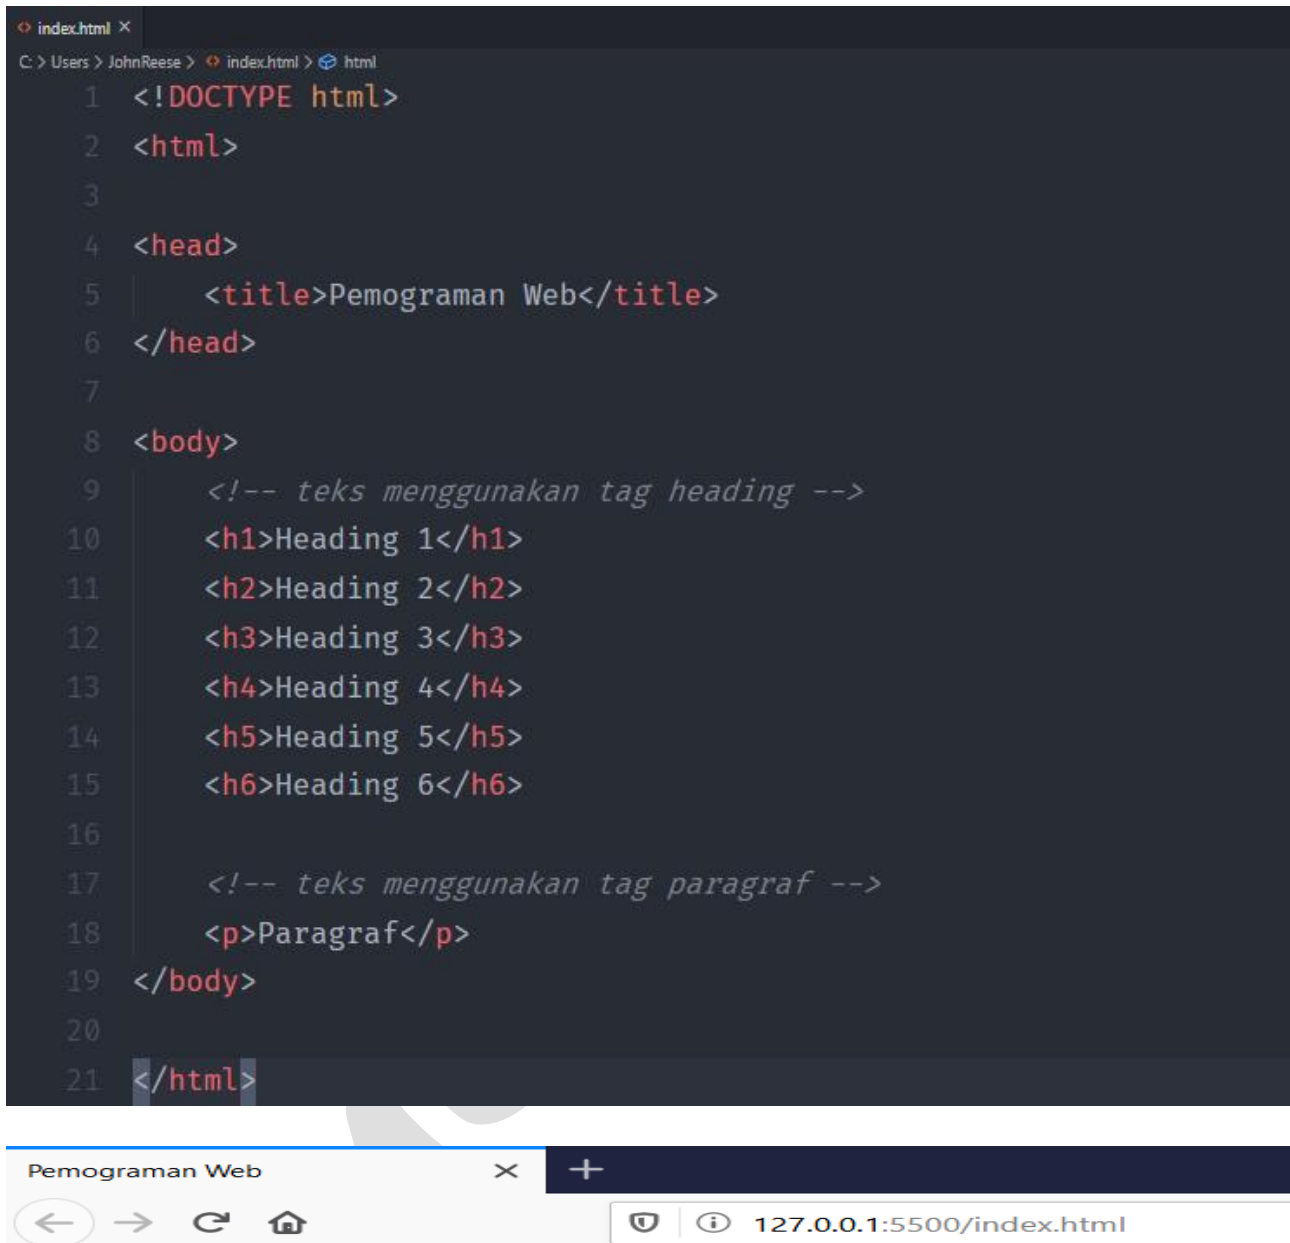 index.html
C: > Users > JohnReese > index.html > html
1 <!DOCTYPE html>
2 <html>
3
4 <head>
5     <title>Pemograman Web</title>
6 </head>
7
8 <body>
9     <!-- teks menggunakan tag heading -->
10     <h1>Heading 1</h1>
11     <h2>Heading 2</h2>
12     <h3>Heading 3</h3>
13     <h4>Heading 4</h4>
14     <h5>Heading 5</h5>
15     <h6>Heading 6</h6>
16
17     <!-- teks menggunakan tag paragraf -->
18     <p>Paragraf</p>
19 </body>
20
21 </html>
Pemograman Web
127.0.0.1:5500/index.html